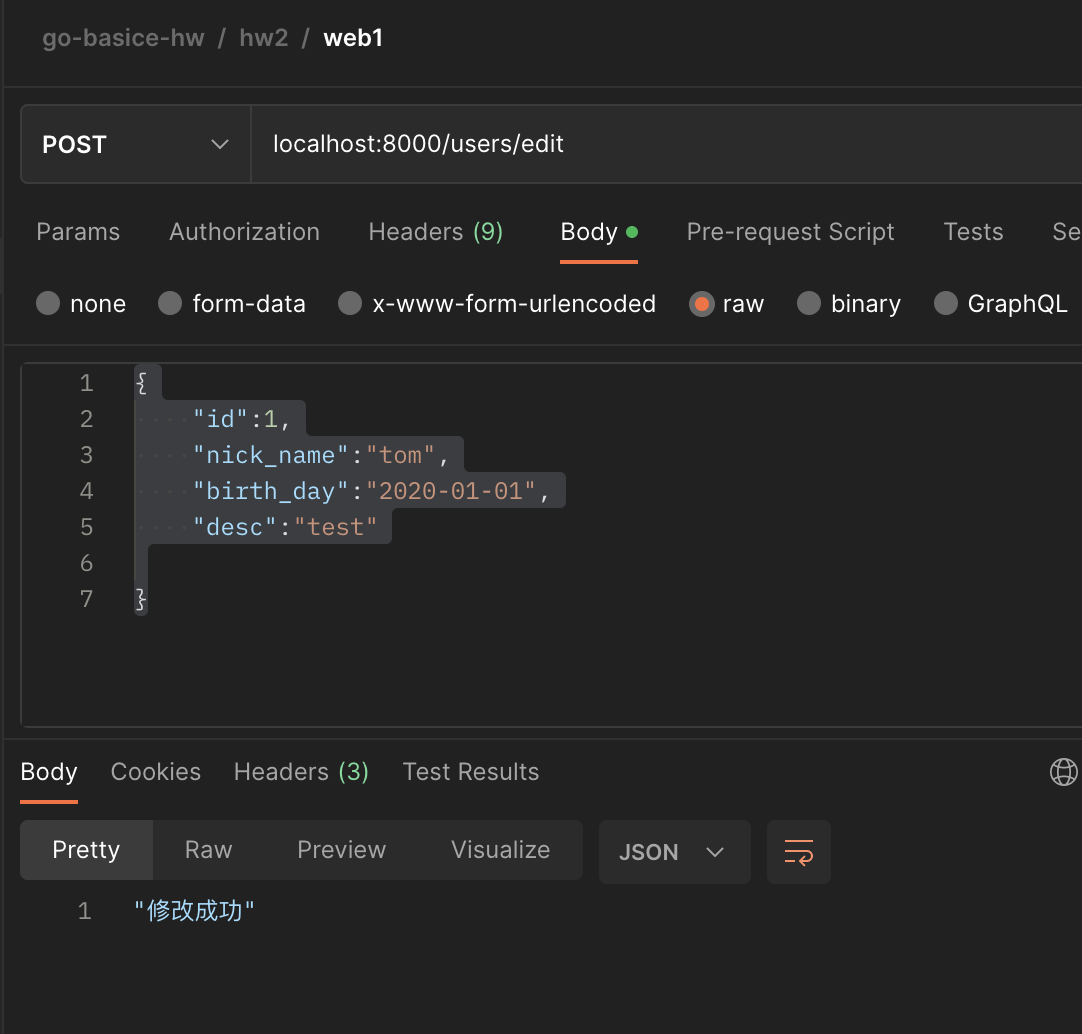 go-basice-hw / hw2 / web1
POST localhost:8000/users/edit
Params Authorization Headers (9) Body Pre-request Script Tests Se
none form-data x-www-form-urlencoded raw binary GraphQL
1 {
2 "id":1,
3 "nick_name":"tom",
4 "birth_day":"2020-01-01",
5 "desc":"test"
6
7 }
Body Cookies Headers (3) Test Results
Pretty Raw Preview Visualize JSON
1 "修改成功"